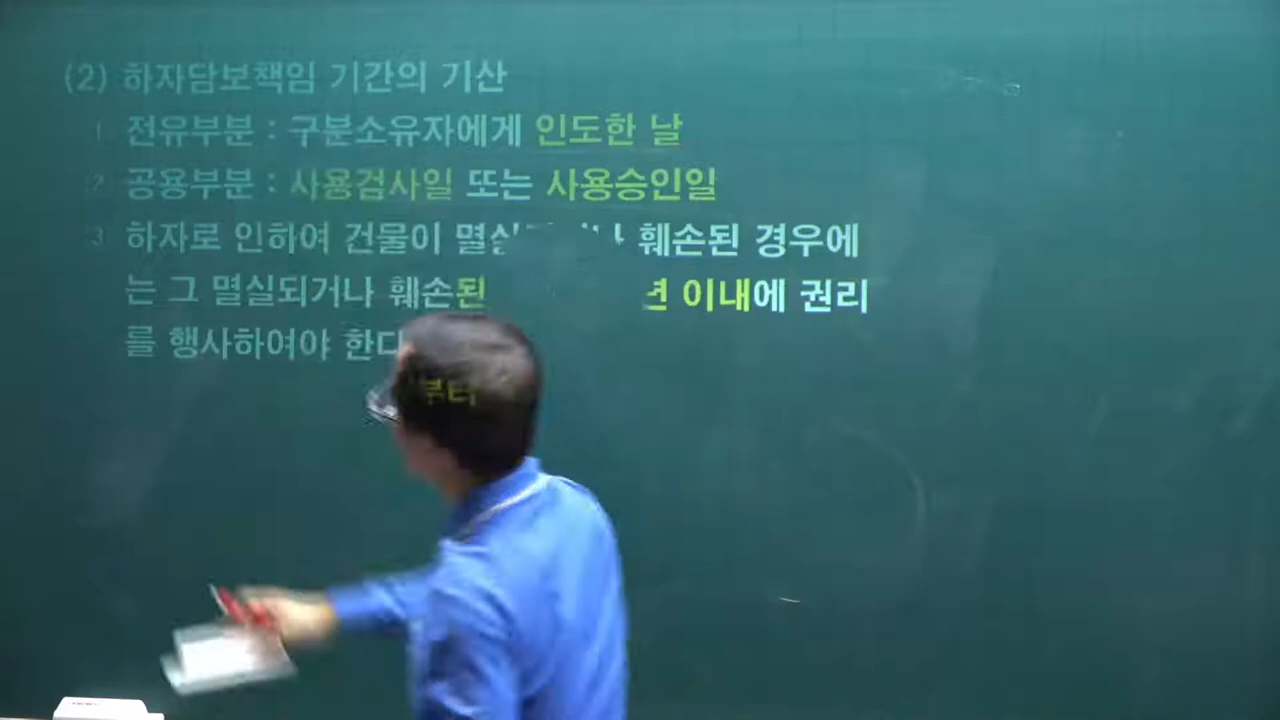 (2) 하자담보책임 기간의 기산
1 전유부분 : 구분소유자에게 인도한 날
2 공용부분 : 사용검사일 또는 사용승인일
3 하자로 인하여 건물이 훼손된 경우에
는 그 멸실되거나 훼손된 년 이내에 권리
를 행사하여야 한다
부터